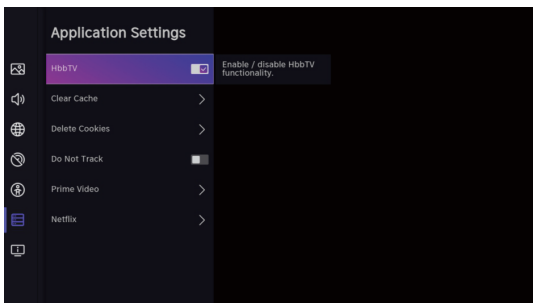 Application Settings
HbbTV
Enable / disable HbbTV
functionality.
Clear Cache
Delete Cookies
Do Not Track
Prime Video
Netflix